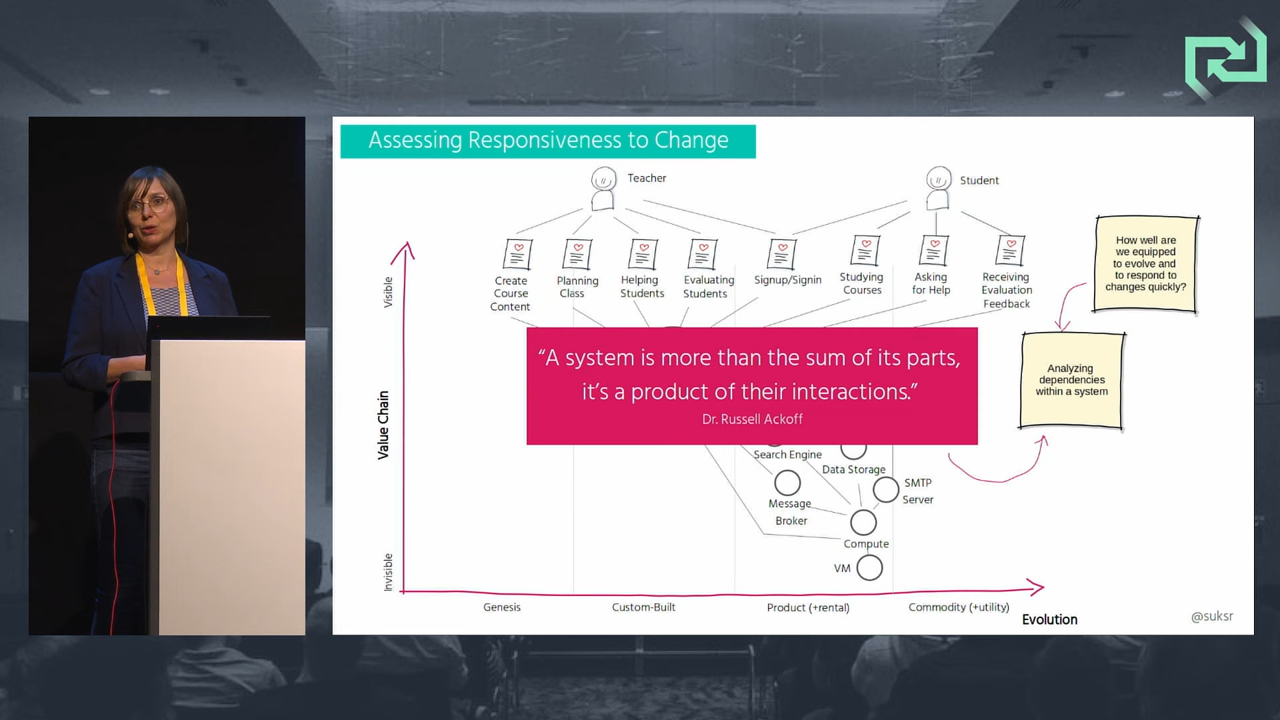 Assessing Responsiveness to Change
Teacher
Student
Create
Course
Content
Planning
Class
Helping
Students
Evaluating
Students
Signup/Signin
Studying
Courses
Asking
for Help
Receiving
Evaluation
Feedback
How well are
we equipped
to evolve and
to respond to
changes quickly?
Analyzing
dependencies
within a system
Visible
Value Chain
Invisible
“A system is more than the sum of its parts,
it’s a product of their interactions.”
Dr. Russell Ackoff
Search Engine
Data Storage
Message
Broker
SMTP
Server
Compute
VM
Genesis
Custom-Built
Product (+rental)
Commodity (+utility)
Evolution
@suksr